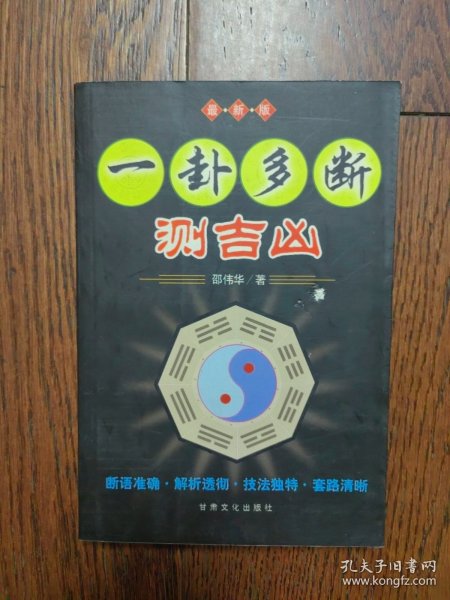 最·新·版
一卦多断
测吉凶
邵伟华/著
断语准确·解析透彻·技法独特·套路清晰
甘肃文化出版社
孔夫子旧书网
www.kongfz.com